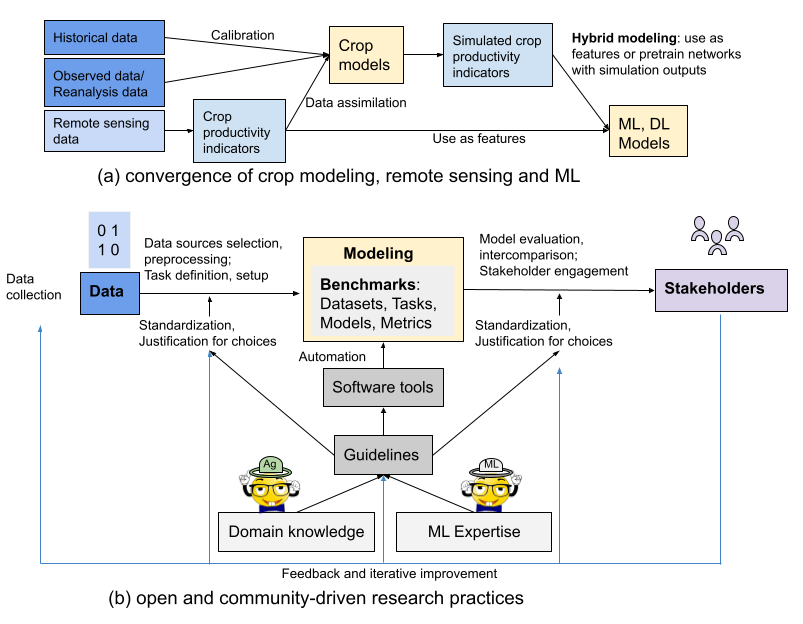 Historical data
Calibration
Observed data/
Reanalysis data
Remote sensing
data
Crop
productivity
indicators
Data assimilation
Crop
models
Simulated crop
productivity
indicators
Hybrid modeling: use as
features or pretrain networks
with simulation outputs
Use as features
ML, DL
Models
(a) convergence of crop modeling, remote sensing and ML
0 1
1 0
Data
collection
Data
Data sources selection,
preprocessing;
Task definition, setup
Standardization,
Justification for choices
Modeling
Benchmarks:
Datasets, Tasks,
Models, Metrics
Model evaluation,
intercomparison;
Stakeholder engagement
Stakeholders
Standardization,
Justification for choices
Automation
Software tools
Guidelines
Ag
ML
Domain knowledge
ML Expertise
Feedback and iterative improvement
(b) open and community-driven research practices